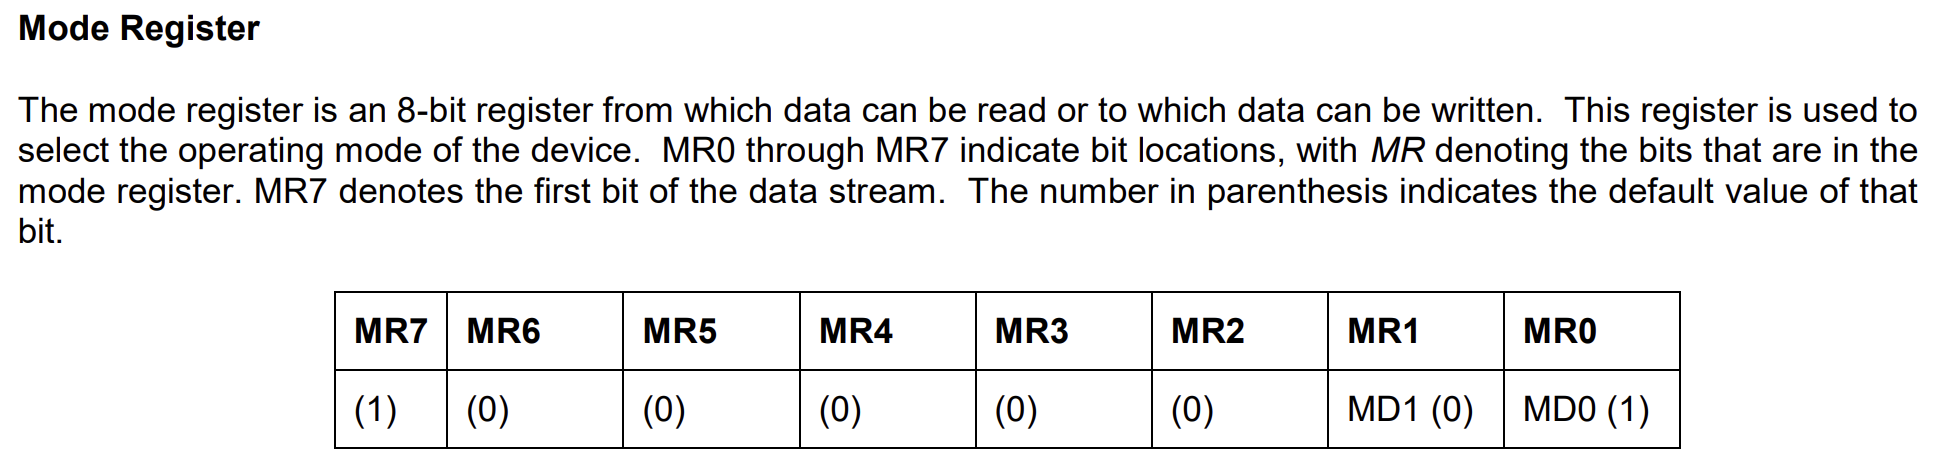 Mode Register
The mode register is an 8-bit register from which data can be read or to which data can be written. This register is used to
select the operating mode of the device. MR0 through MR7 indicate bit locations, with MR denoting the bits that are in the
mode register. MR7 denotes the first bit of the data stream. The number in parenthesis indicates the default value of that
bit.
MR7 MR6 MR5 MR4 MR3 MR2 MR1 MR0
(1) (0) (0) (0) (0) (0) MD1 (0) MD0 (1)